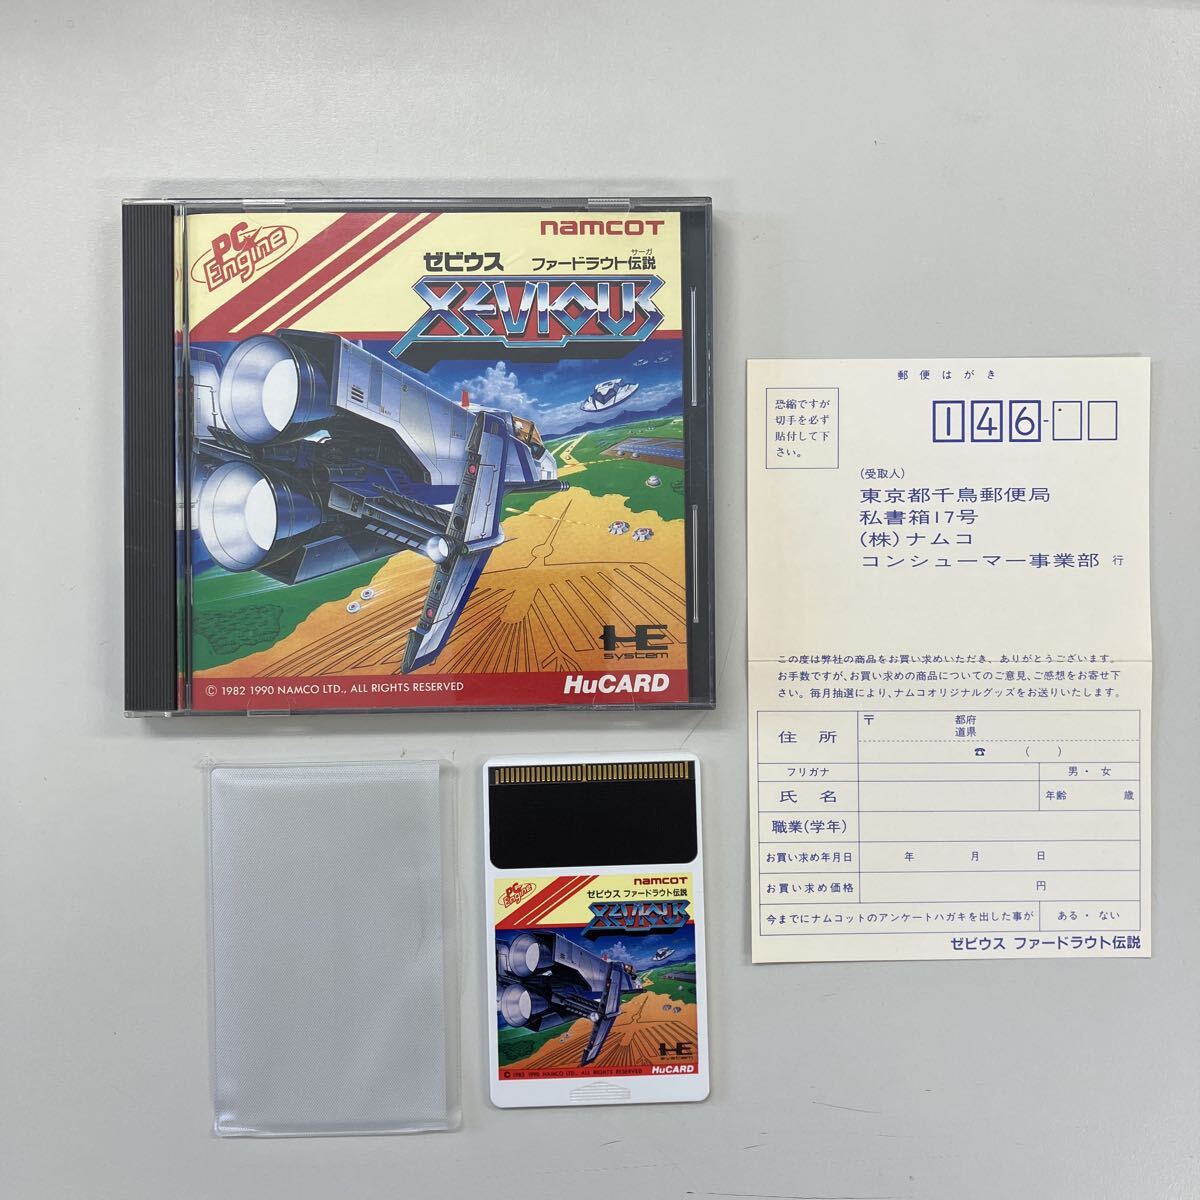 PC Engine
namcot
ゼビウス ファードラウト伝説
サーガ
XEVIOUS
HE
system
© 1982 1990 NAMCO LTD., ALL RIGHTS RESERVED
HuCARD
郵便はがき
恐縮ですが
切手を必ず
貼付して下
さい。
146-
(受取人)
東京都千鳥郵便局
私書箱17号
(株)ナムコ
コンシューマー事業部 行
この度は弊社の商品をお買い求めいただき、ありがとうございます。
お手数ですが、お買い求めの商品についてのご意見、ご感想をお寄せ下
さい。毎月抽選により、ナムコオリジナルグッズをお送りいたします。
住所 〒 都府
道県
☎ ( )
フリガナ 男・女
氏名 年齢 歳
職業(学年)
お買い求め年月日 年 月 日
お買い求め価格 円
今までにナムコットのアンケートハガキを出した事が ある・ない
ゼビウス ファードラウト伝説
PC Engine
namcot
ゼビウス ファードラウト伝説
XEVIOUS
HE
system
© 1982 1990 NAMCO LTD., ALL RIGHTS RESERVED
HuCARD